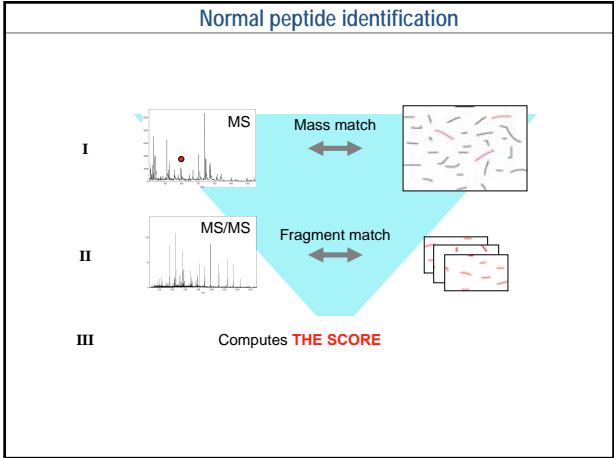 Normal peptide identification
I
MS
Mass match
II
MS/MS
Fragment match
III
Computes THE SCORE